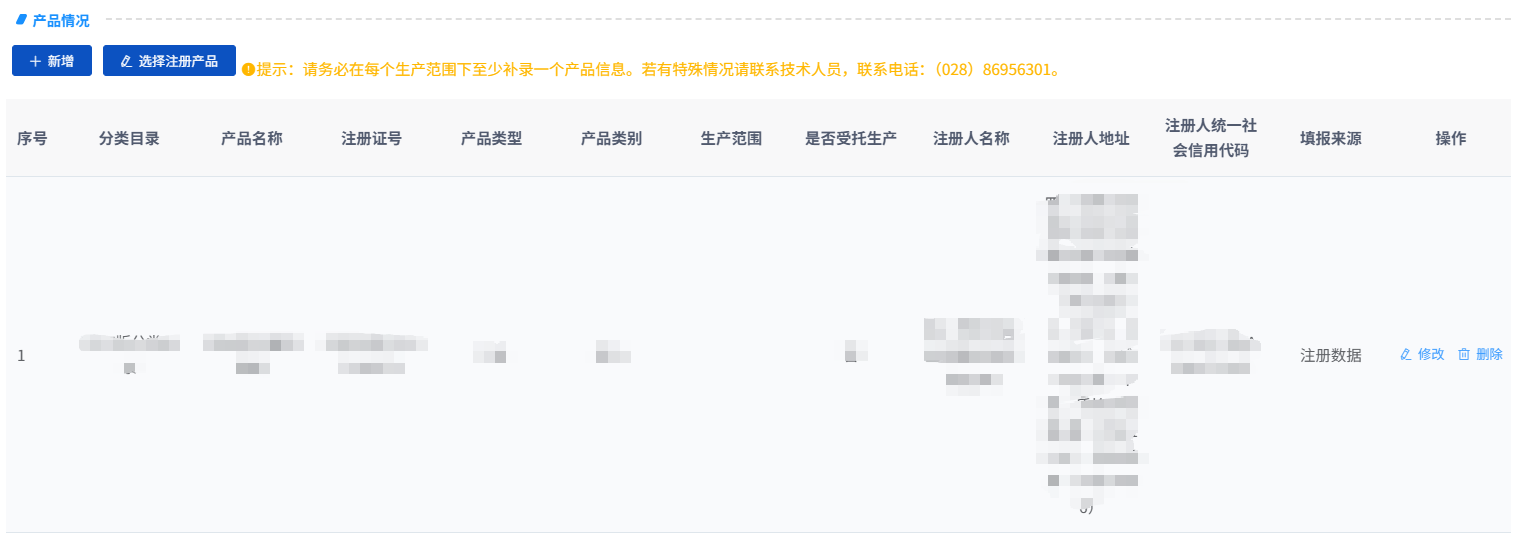 产品情况
新增
选择注册产品
提示：请务必在每个生产范围下至少补录一个产品信息。若有特殊情况请联系技术人员，联系电话：（028）86956301。
序号 分类目录 产品名称 注册证号 产品类型 产品类别 生产范围 是否受托生产 注册人名称 注册人地址 注册人统一社会信用代码 填报来源 操作
1 注册数据 修改 删除